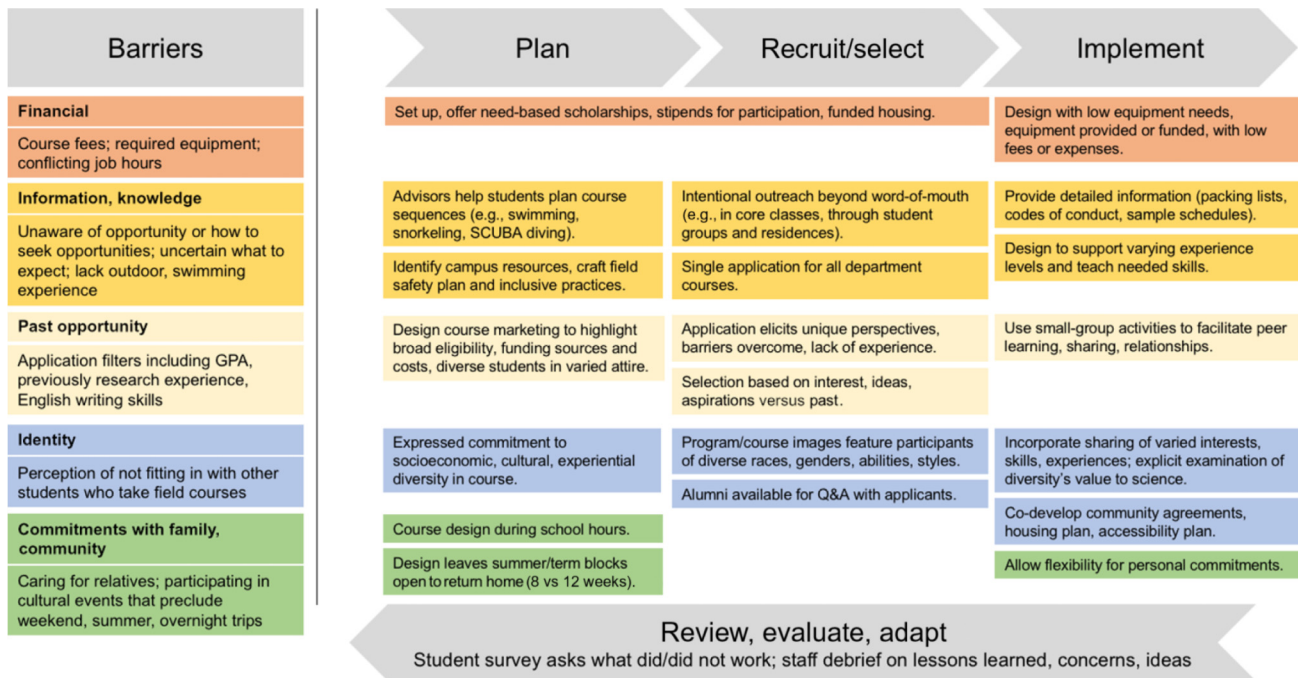 Barriers
Plan
Recruit/select
Implement
Financial
Course fees; required equipment;
conflicting job hours
Set up, offer need-based scholarships, stipends for participation, funded housing.
Design with low equipment needs,
equipment provided or funded, with low
fees or expenses.
Information, knowledge
Unaware of opportunity or how to
seek opportunities; uncertain what to
expect; lack outdoor, swimming
experience
Advisors help students plan course
sequences (e.g., swimming,
snorkeling, SCUBA diving).
Identify campus resources, craft field
safety plan and inclusive practices.
Intentional outreach beyond word-of-mouth
(e.g., in core classes, through student
groups and residences).
Single application for all department
courses.
Provide detailed information (packing lists,
codes of conduct, sample schedules).
Design to support varying experience
levels and teach needed skills.
Past opportunity
Application filters including GPA,
previously research experience,
English writing skills
Design course marketing to highlight
broad eligibility, funding sources and
costs, diverse students in varied attire.
Application elicits unique perspectives,
barriers overcome, lack of experience.
Selection based on interest, ideas,
aspirations versus past.
Use small-group activities to facilitate peer
learning, sharing, relationships.
Identity
Perception of not fitting in with other
students who take field courses
Expressed commitment to
socioeconomic, cultural, experiential
diversity in course.
Program/course images feature participants
of diverse races, genders, abilities, styles.
Alumni available for Q&A with applicants.
Incorporate sharing of varied interests,
skills, experiences; explicit examination of
diversity's value to science.
Co-develop community agreements,
housing plan, accessibility plan.
Commitments with family,
community
Caring for relatives; participating in
cultural events that preclude
weekend, summer, overnight trips
Course design during school hours.
Design leaves summer/term blocks
open to return home (8 vs 12 weeks).
Allow flexibility for personal commitments.
Review, evaluate, adapt
Student survey asks what did/did not work; staff debrief on lessons learned, concerns, ideas